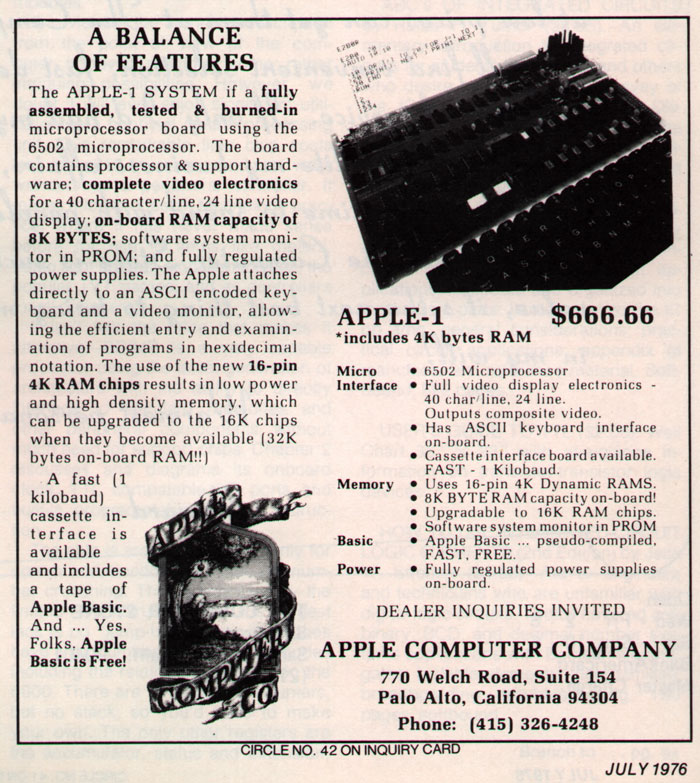 A BALANCE
OF FEATURES
The APPLE-1 SYSTEM if a fully
assembled, tested & burned-in
microprocessor board using the
6502 microprocessor. The board
contains processor & support hard-
ware; complete video electronics
for a 40 character/line, 24 line video
display; on-board RAM capacity of
8K BYTES; software system moni-
tor in PROM; and fully regulated
power supplies. The Apple attaches
directly to an ASCII encoded key-
board and a video monitor, allow-
ing the efficient entry and examin-
ation of programs in hexidecimal
notation. The use of the new 16-pin
4K RAM chips results in low power
and high density memory, which
can be upgraded to the 16K chips
when they become available (32K
bytes on-board RAM!!)
A fast (1
kilobaud)
cassette in-
terface is
available
and includes
a tape of
Apple Basic.
And ... Yes,
Folks, Apple
Basic is Free!
APPLE
COMPUTER
CO
APPLE-1 $666.66
*includes 4K bytes RAM
Micro • 6502 Microprocessor
Interface • Full video display electronics -
40 char/line, 24 line.
Outputs composite video.
• Has ASCII keyboard interface
on-board.
• Cassette interface board available.
FAST - 1 Kilobaud.
Memory • Uses 16-pin 4K Dynamic RAMS.
• 8K BYTE RAM capacity on-board!
• Upgradable to 16K RAM chips.
• Software system monitor in PROM
Basic • Apple Basic ... pseudo-compiled,
FAST, FREE.
Power • Fully regulated power supplies
on-board.
DEALER INQUIRIES INVITED
APPLE COMPUTER COMPANY
770 Welch Road, Suite 154
Palo Alto, California 94304
Phone: (415) 326-4248
CIRCLE NO. 42 ON INQUIRY CARD
JULY 1976